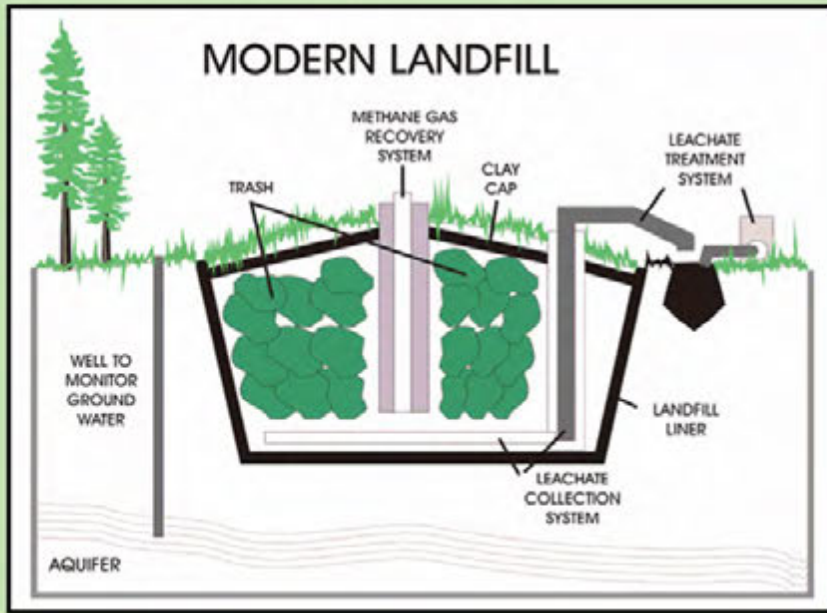 MODERN LANDFILL
METHANE GAS
RECOVERY
SYSTEM
LEACHATE
TREATMENT
SYSTEM
CLAY
CAP
TRASH
WELL TO
MONITOR
GROUND
WATER
LANDFILL
LINER
LEACHATE
COLLECTION
SYSTEM
AQUIFER